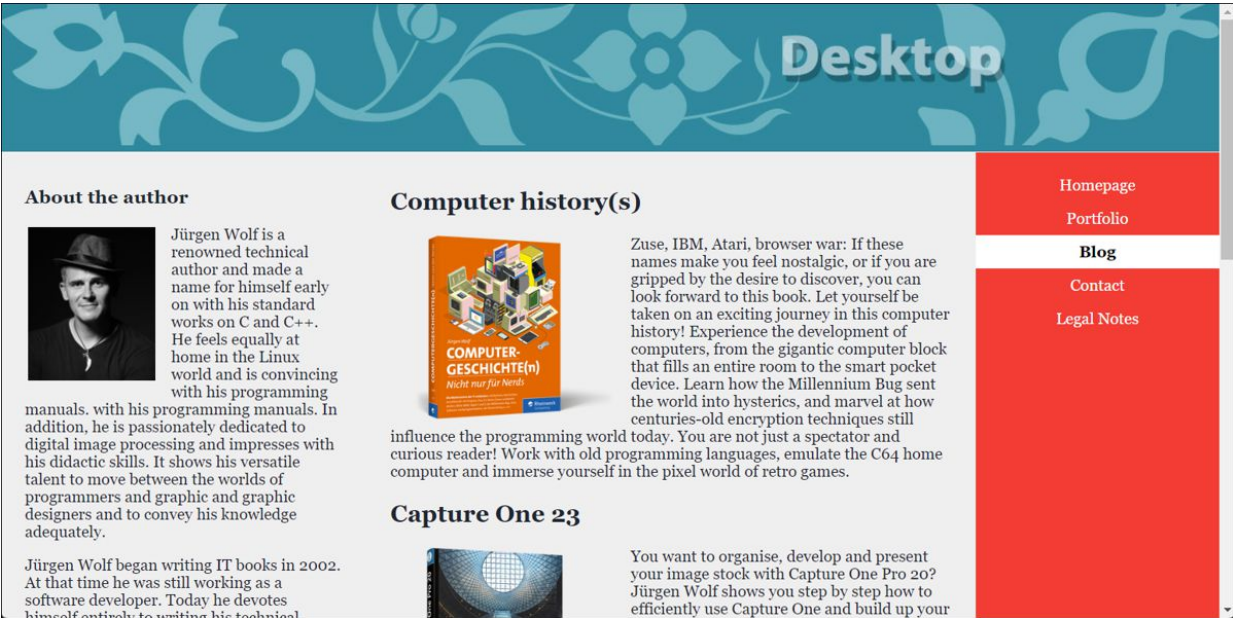 Desktop
About the author
Jürgen Wolf is a
renowned technical
author and made a
name for himself early
on with his standard
works on C and C++.
He feels equally at
home in the Linux
world and is convincing
with his programming
manuals. with his programming manuals. In
addition, he is passionately dedicated to
digital image processing and impresses with
his didactic skills. It shows his versatile
talent to move between the worlds of
programmers and graphic and graphic
designers and to convey his knowledge
adequately.
Jürgen Wolf began writing IT books in 2002.
At that time he was still working as a
software developer. Today he devotes
himself entirely to writing his technical
Computer history(s)
Jürgen Wolf
COMPUTER-
GESCHICHTE(n)
Nicht nur für Nerds
Rheinwerk
Zuse, IBM, Atari, browser war: If these
names make you feel nostalgic, or if you are
gripped by the desire to discover, you can
look forward to this book. Let yourself be
taken on an exciting journey in this computer
history! Experience the development of
computers, from the gigantic computer block
that fills an entire room to the smart pocket
device. Learn how the Millennium Bug sent
the world into hysterics, and marvel at how
centuries-old encryption techniques still
influence the programming world today. You are not just a spectator and
curious reader! Work with old programming languages, emulate the C64 home
computer and immerse yourself in the pixel world of retro games.
Capture One 23
One Pro 20
You want to organise, develop and present
your image stock with Capture One Pro 20?
Jürgen Wolf shows you step by step how to
efficiently use Capture One and build up your
Homepage
Portfolio
Blog
Contact
Legal Notes